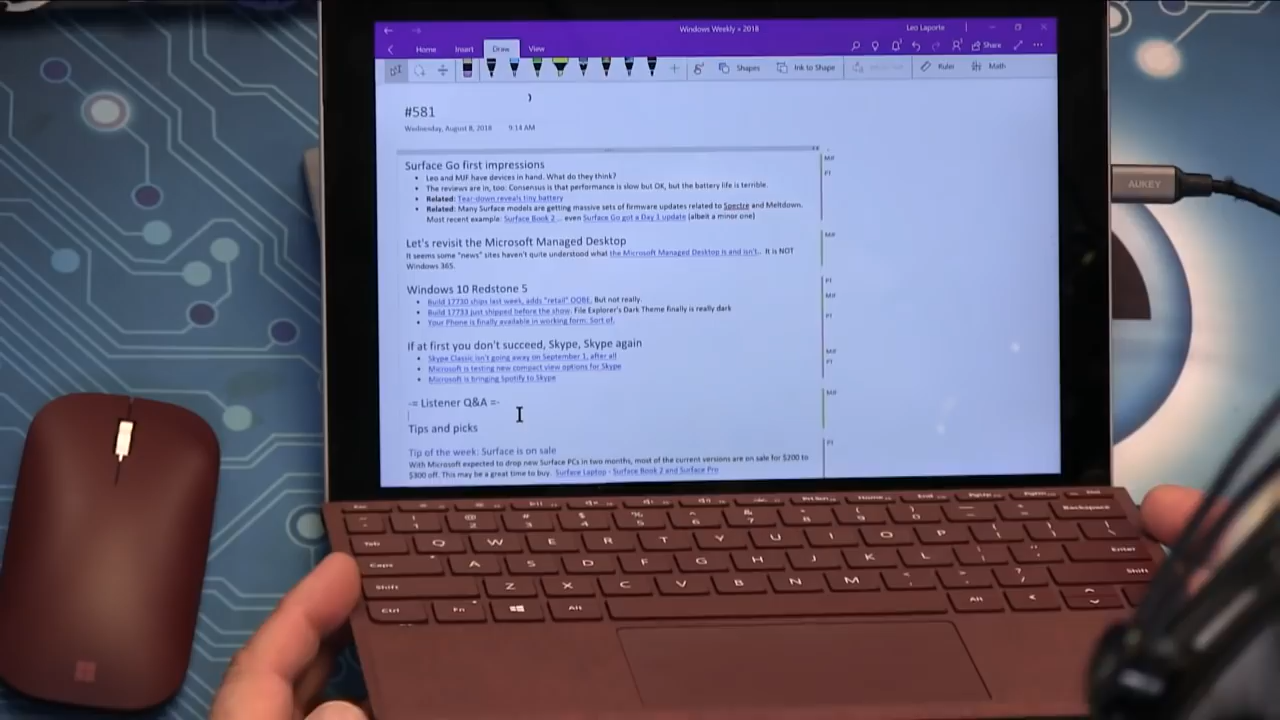 Windows Weekly » 2018
Leo Laporte
Home Insert Draw View
Share
Shapes Ink to Shape Ruler Math
#581
Wednesday, August 8, 2018 9:14 AM
Surface Go first impressions
Leo and MJF have devices in hand. What do they think?
The reviews are in, too: Consensus is that performance is slow but OK, but the battery life is terrible.
Related: Tear-down reveals tiny battery
Related: Many Surface models are getting massive sets of firmware updates related to Spectre and Meltdown.
Most recent example: Surface Book 2 ... even Surface Go got a Day 1 update (albeit a minor one)
Let's revisit the Microsoft Managed Desktop
It seems some "news" sites haven't quite understood what the Microsoft Managed Desktop is and isn't.. It is NOT
Windows 365.
Windows 10 Redstone 5
Build 17730 ships last week, adds "retail" OOBE. But not really.
Build 17733 just shipped before the show. File Explorer's Dark Theme finally is really dark
Your Phone is finally available in working form. Sort of.
If at first you don't succeed, Skype, Skype again
Skype Classic isn't going away on September 1, after all
Microsoft is testing new compact view options for Skype
Microsoft is bringing Spotify to Skype
-= Listener Q&A =-
Tips and picks
Tip of the week: Surface is on sale
With Microsoft expected to drop new Surface PCs in two months, most of the current versions are on sale for $200 to
$300 off. This may be a great time to buy. Surface Laptop - Surface Book 2 and Surface Pro
AUKEY
Backspace
Tab Q W E R T Y U I O P
Caps A S D F G H J K L Enter
Shift Z X C V B N M Shift
Ctrl Fn Alt Alt